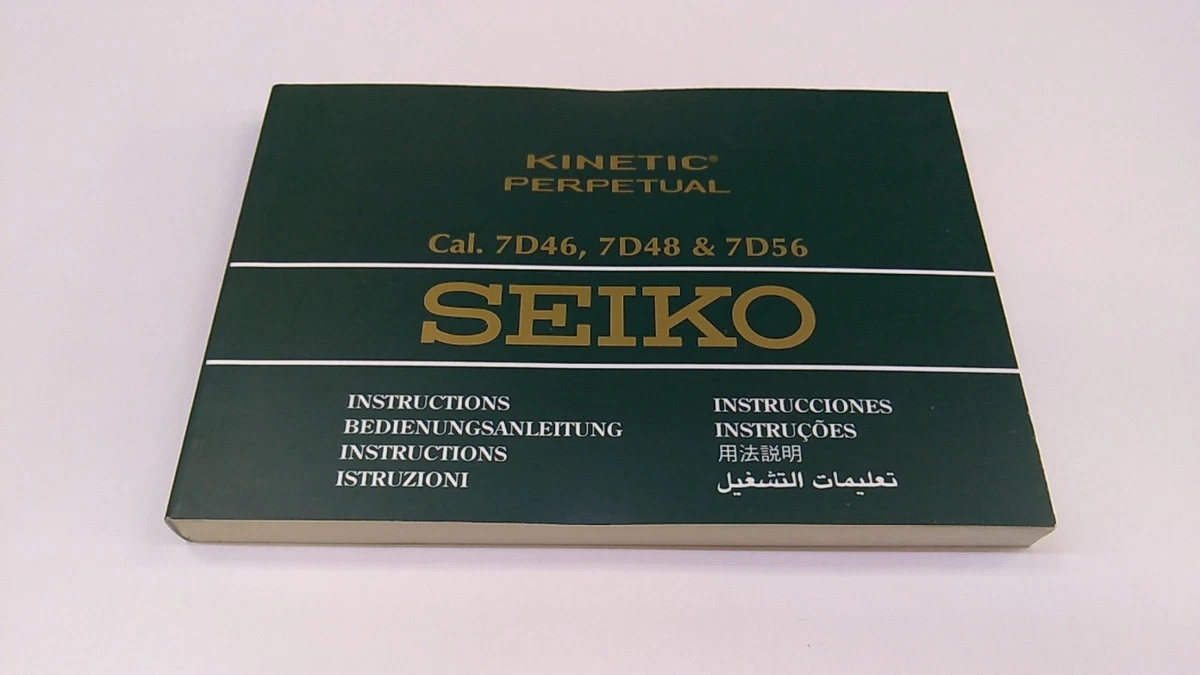 KINETIC®
PERPETUAL
Cal. 7D46, 7D48 & 7D56
SEIKO
INSTRUCTIONS
BEDIENUNGSANLEITUNG
INSTRUCTIONS
ISTRUZIONI
INSTRUCCIONES
INSTRUÇÕES
用法説明
تعليمات التشغيل